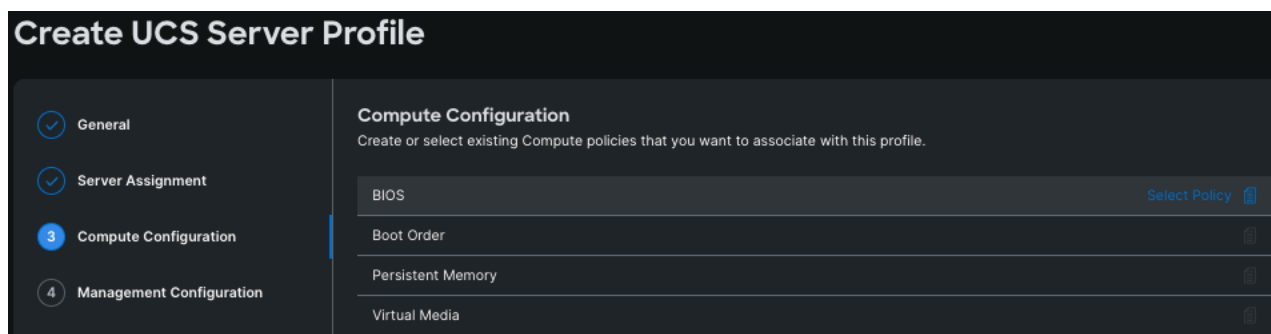 Create UCS Server Profile
General
Server Assignment
3 Compute Configuration
4 Management Configuration
Compute Configuration
Create or select existing Compute policies that you want to associate with this profile.
BIOS Select Policy
Boot Order
Persistent Memory
Virtual Media